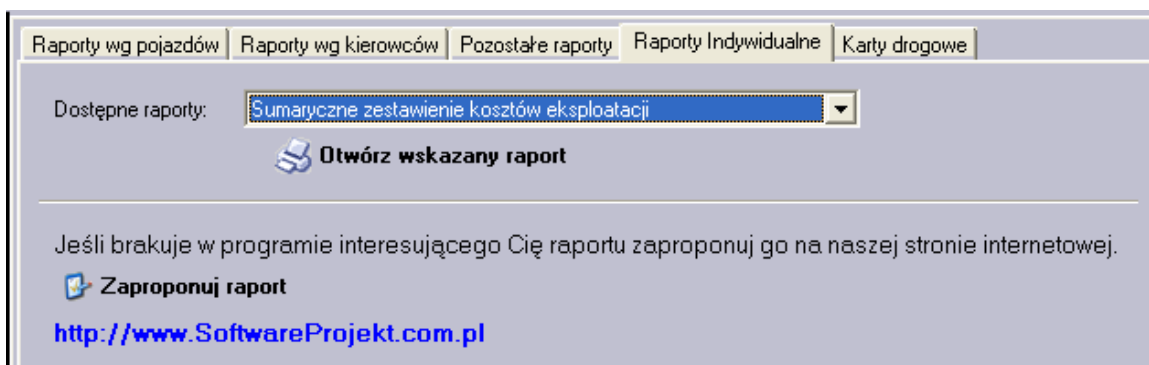 Raporty wg pojazdów Raporty wg kierowców Pozostałe raporty Raporty Indywidualne Karty drogowe
Dostępne raporty: Sumaryczne zestawienie kosztów eksploatacji
Otwórz wskazany raport
Jeśli brakuje w programie interesującego Cię raportu zaproponuj go na naszej stronie internetowej.
Zaproponuj raport
http://www.SoftwareProjekt.com.pl